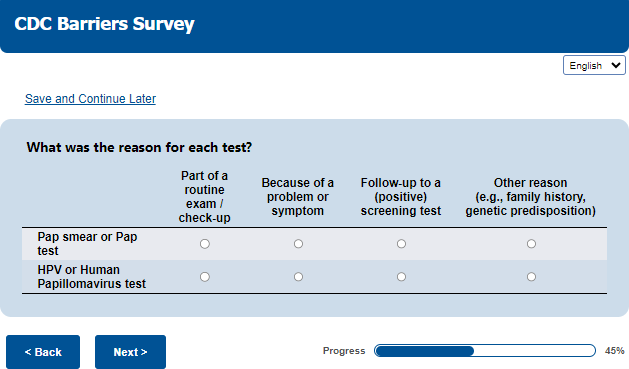 CDC Barriers Survey
English
Save and Continue Later
What was the reason for each test?
Part of a
routine
exam /
check-up
Because of a
problem or
symptom
Follow-up to a
(positive)
screening test
Other reason
(e.g., family history,
genetic predisposition)
Pap smear or Pap
test
HPV or Human
Papillomavirus test
< Back
Next >
Progress
45%